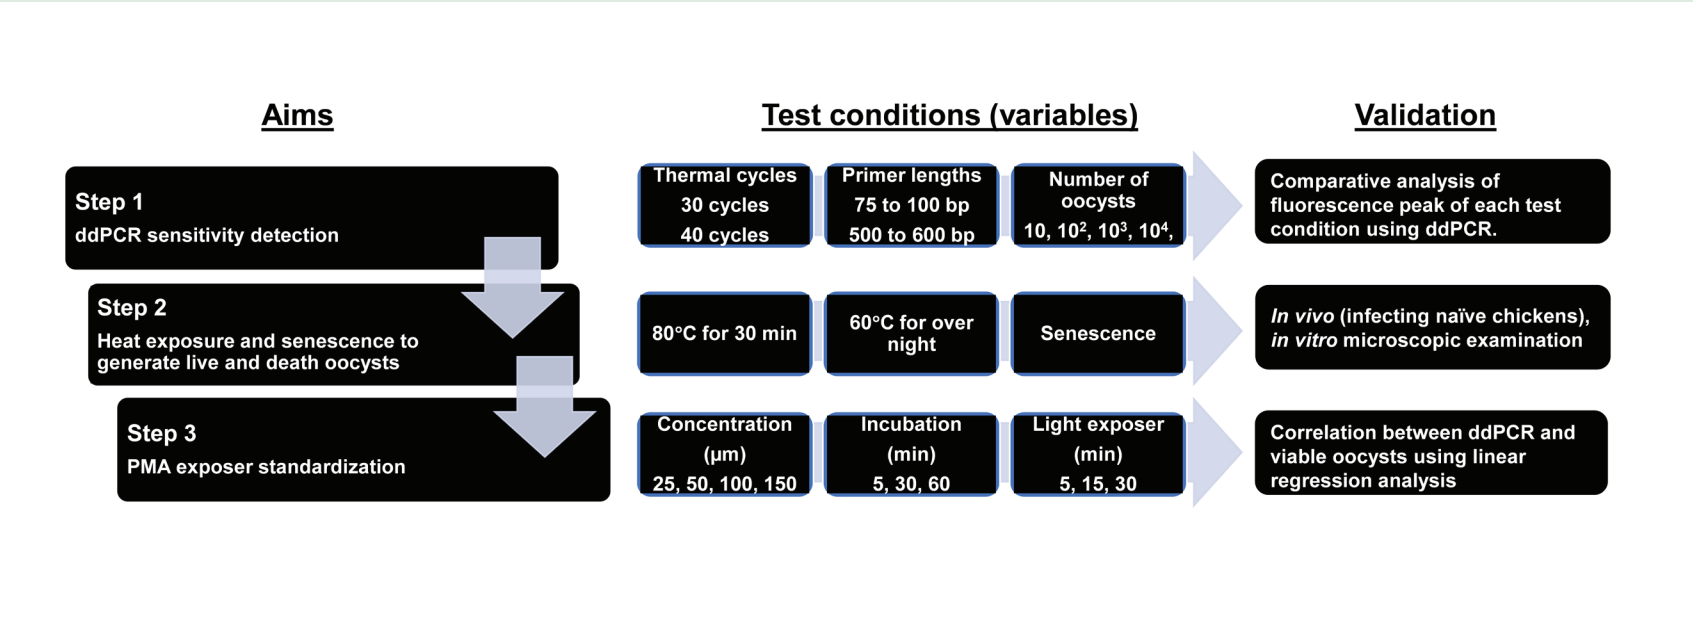 Aims
Test conditions (variables)
Validation
Step 1
ddPCR sensitivity detection
Thermal cycles
30 cycles
40 cycles
Primer lengths
75 to 100 bp
500 to 600 bp
Number of
oocysts
10, 10², 10³, 10⁴,
Comparative analysis of
fluorescence peak of each test
condition using ddPCR.
Step 2
Heat exposure and senescence to
generate live and death oocysts
80°C for 30 min
60°C for over
night
Senescence
In vivo (infecting naïve chickens),
in vitro microscopic examination
Step 3
PMA exposer standardization
Concentration
(µm)
25, 50, 100, 150
Incubation
(min)
5, 30, 60
Light exposer
(min)
5, 15, 30
Correlation between ddPCR and
viable oocysts using linear
regression analysis